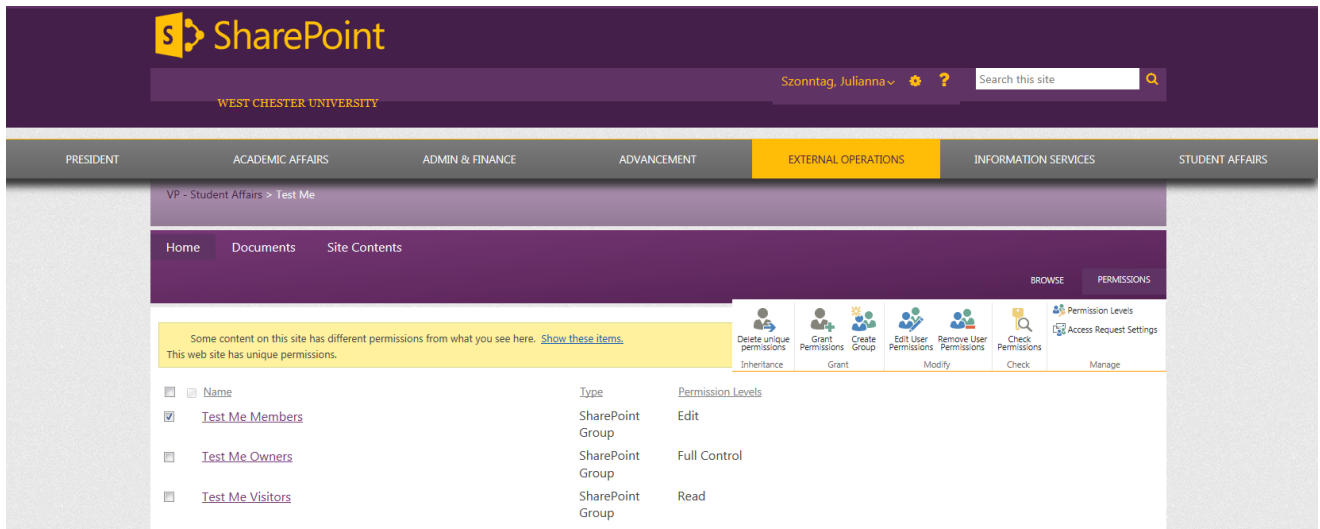 SharePoint
Szonntag, Julianna
?
Search this site
WEST CHESTER UNIVERSITY
PRESIDENT ACADEMIC AFFAIRS ADMIN & FINANCE ADVANCEMENT EXTERNAL OPERATIONS INFORMATION SERVICES STUDENT AFFAIRS
VP - Student Affairs > Test Me
Home Documents Site Contents
BROWSE PERMISSIONS
Delete unique permissions
Grant Permissions
Create Group
Edit User Permissions
Remove User Permissions
Check Permissions
Permission Levels
Access Request Settings
Inheritance Grant Modify Check Manage
Some content on this site has different permissions from what you see here. Show these items.
This web site has unique permissions.
Name Type Permission Levels
Test Me Members SharePoint Group Edit
Test Me Owners SharePoint Group Full Control
Test Me Visitors SharePoint Group Read